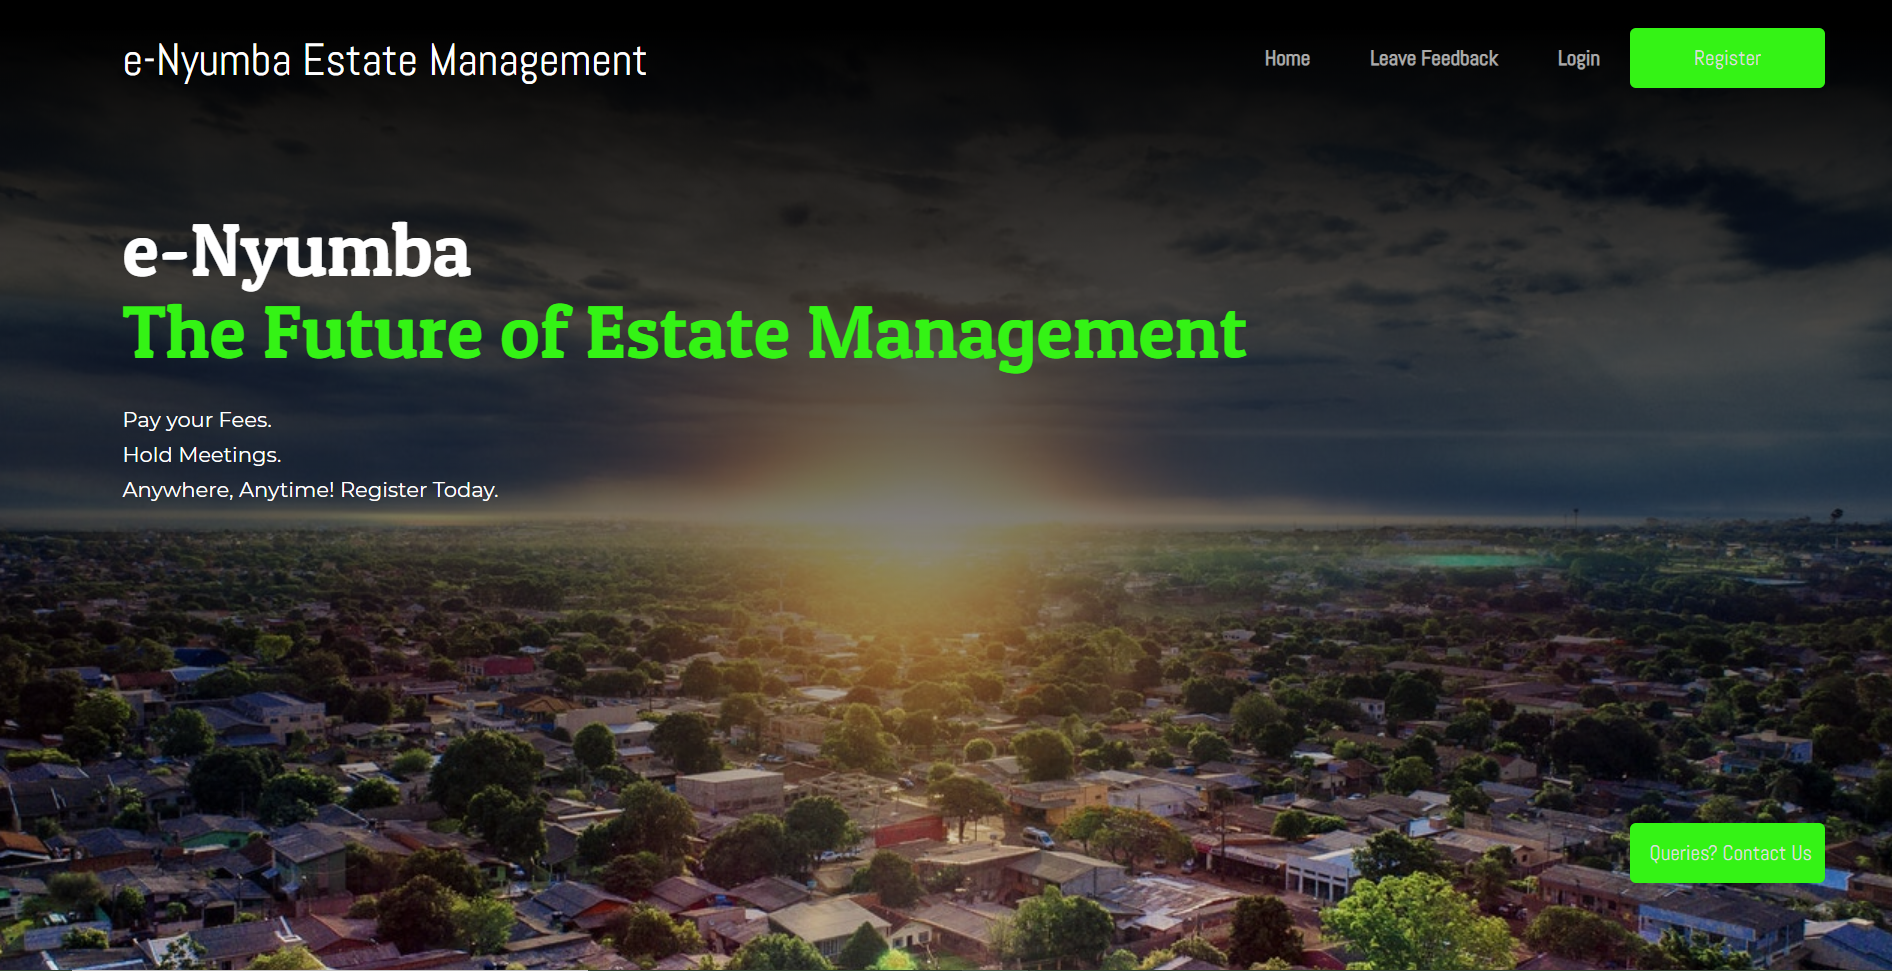 e-Nyumba Estate Management
Home
Leave Feedback
Login
Register
e-Nyumba
The Future of Estate Management
Pay your Fees.
Hold Meetings.
Anywhere, Anytime! Register Today.
Queries? Contact Us